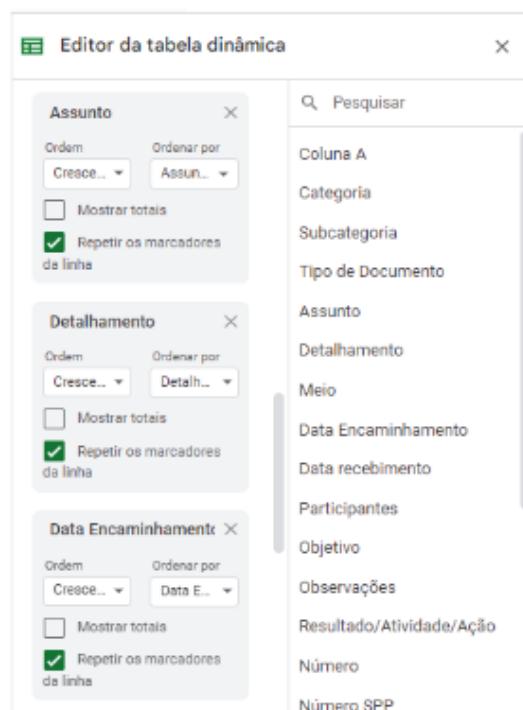 Editor da tabela dinâmica
Assunto
Ordem Ordenar por
Cresce... Assun...
Mostrar totais
Repetir os marcadores
da linha
Detalhamento
Ordem Ordenar por
Cresce... Detalh...
Mostrar totais
Repetir os marcadores
da linha
Data Encaminhament
Ordem Ordenar por
Cresce... Data E...
Mostrar totais
Repetir os marcadores
da linha
Pesquisar
Coluna A
Categoria
Subcategoria
Tipo de Documento
Assunto
Detalhamento
Meio
Data Encaminhamento
Data recebimento
Participantes
Objetivo
Observações
Resultado/Atividade/Ação
Número
Número SPP